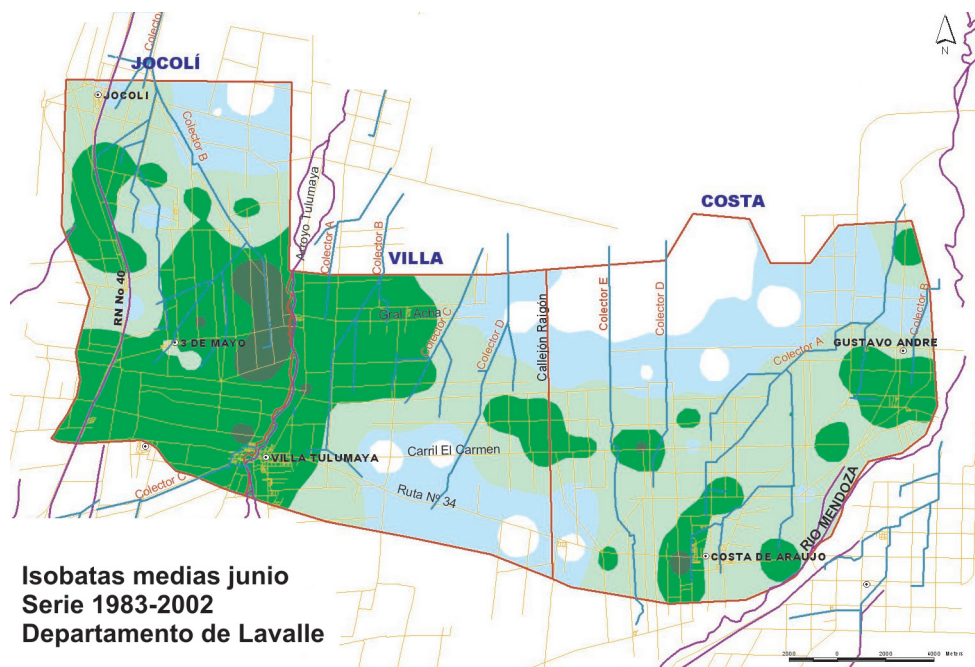 Colector C
JOCOLÍ
JOCOLI
N
Colector B
Arroyo Tulumaya
COSTA
Colector A
Colector B
VILLA
RN No 40
Gral. Acha
Colector C
Colector D
Callejón Raigón
Colector E
Colector D
Colector B
Colector A
GUSTAVO ANDRE
3 DE MAYO
Carril El Carmen
VILLA TULUMAYA
Colector C
Ruta Nº 34
RIO MENDOZA
COSTA DE ARAUJO
Isobatas medias junio
Serie 1983-2002
Departamento de Lavalle
2000 0 2000 4000 Meters